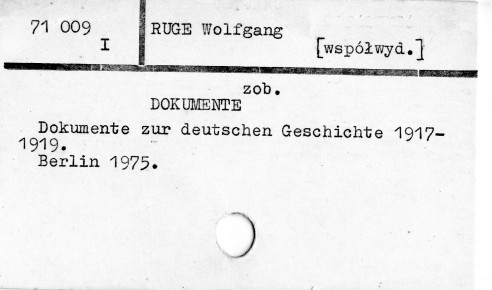 71 009
I
RUGE Wolfgang
[współwyd.]
zob.
DOKUMENTE
Dokumente zur deutschen Geschichte 1917-
1919.
Berlin 1975.